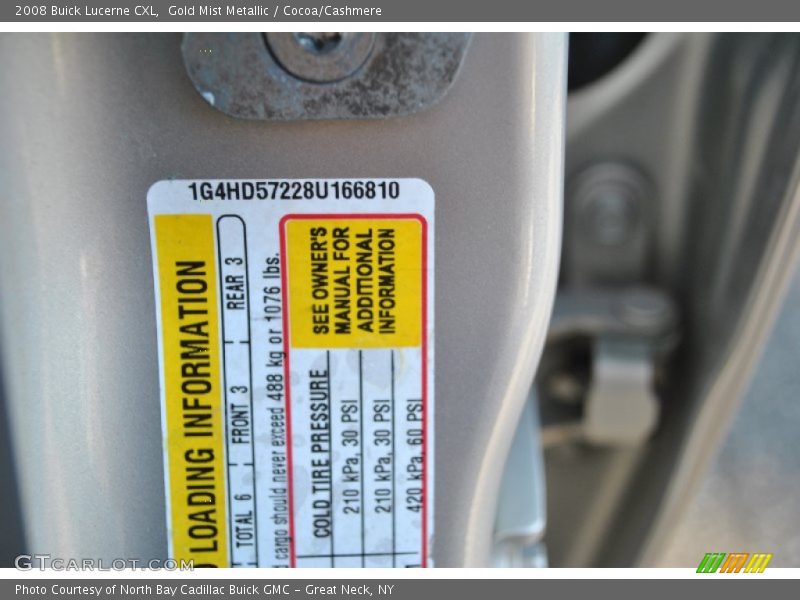 2008 Buick Lucerne CXL,  Gold Mist Metallic / Cocoa/Cashmere
1G4HD57228U166810
LOADING INFORMATION
TOTAL 6 FRONT 3 REAR 3
cargo should never exceed 488 kg or 1076 lbs.
SEE OWNER'S
MANUAL FOR
ADDITIONAL
INFORMATION
COLD TIRE PRESSURE
210 kPa, 30 PSI
210 kPa, 30 PSI
420 kPa, 60 PSI
GTCARLOT.COM
Photo Courtesy of North Bay Cadillac Buick GMC - Great Neck, NY